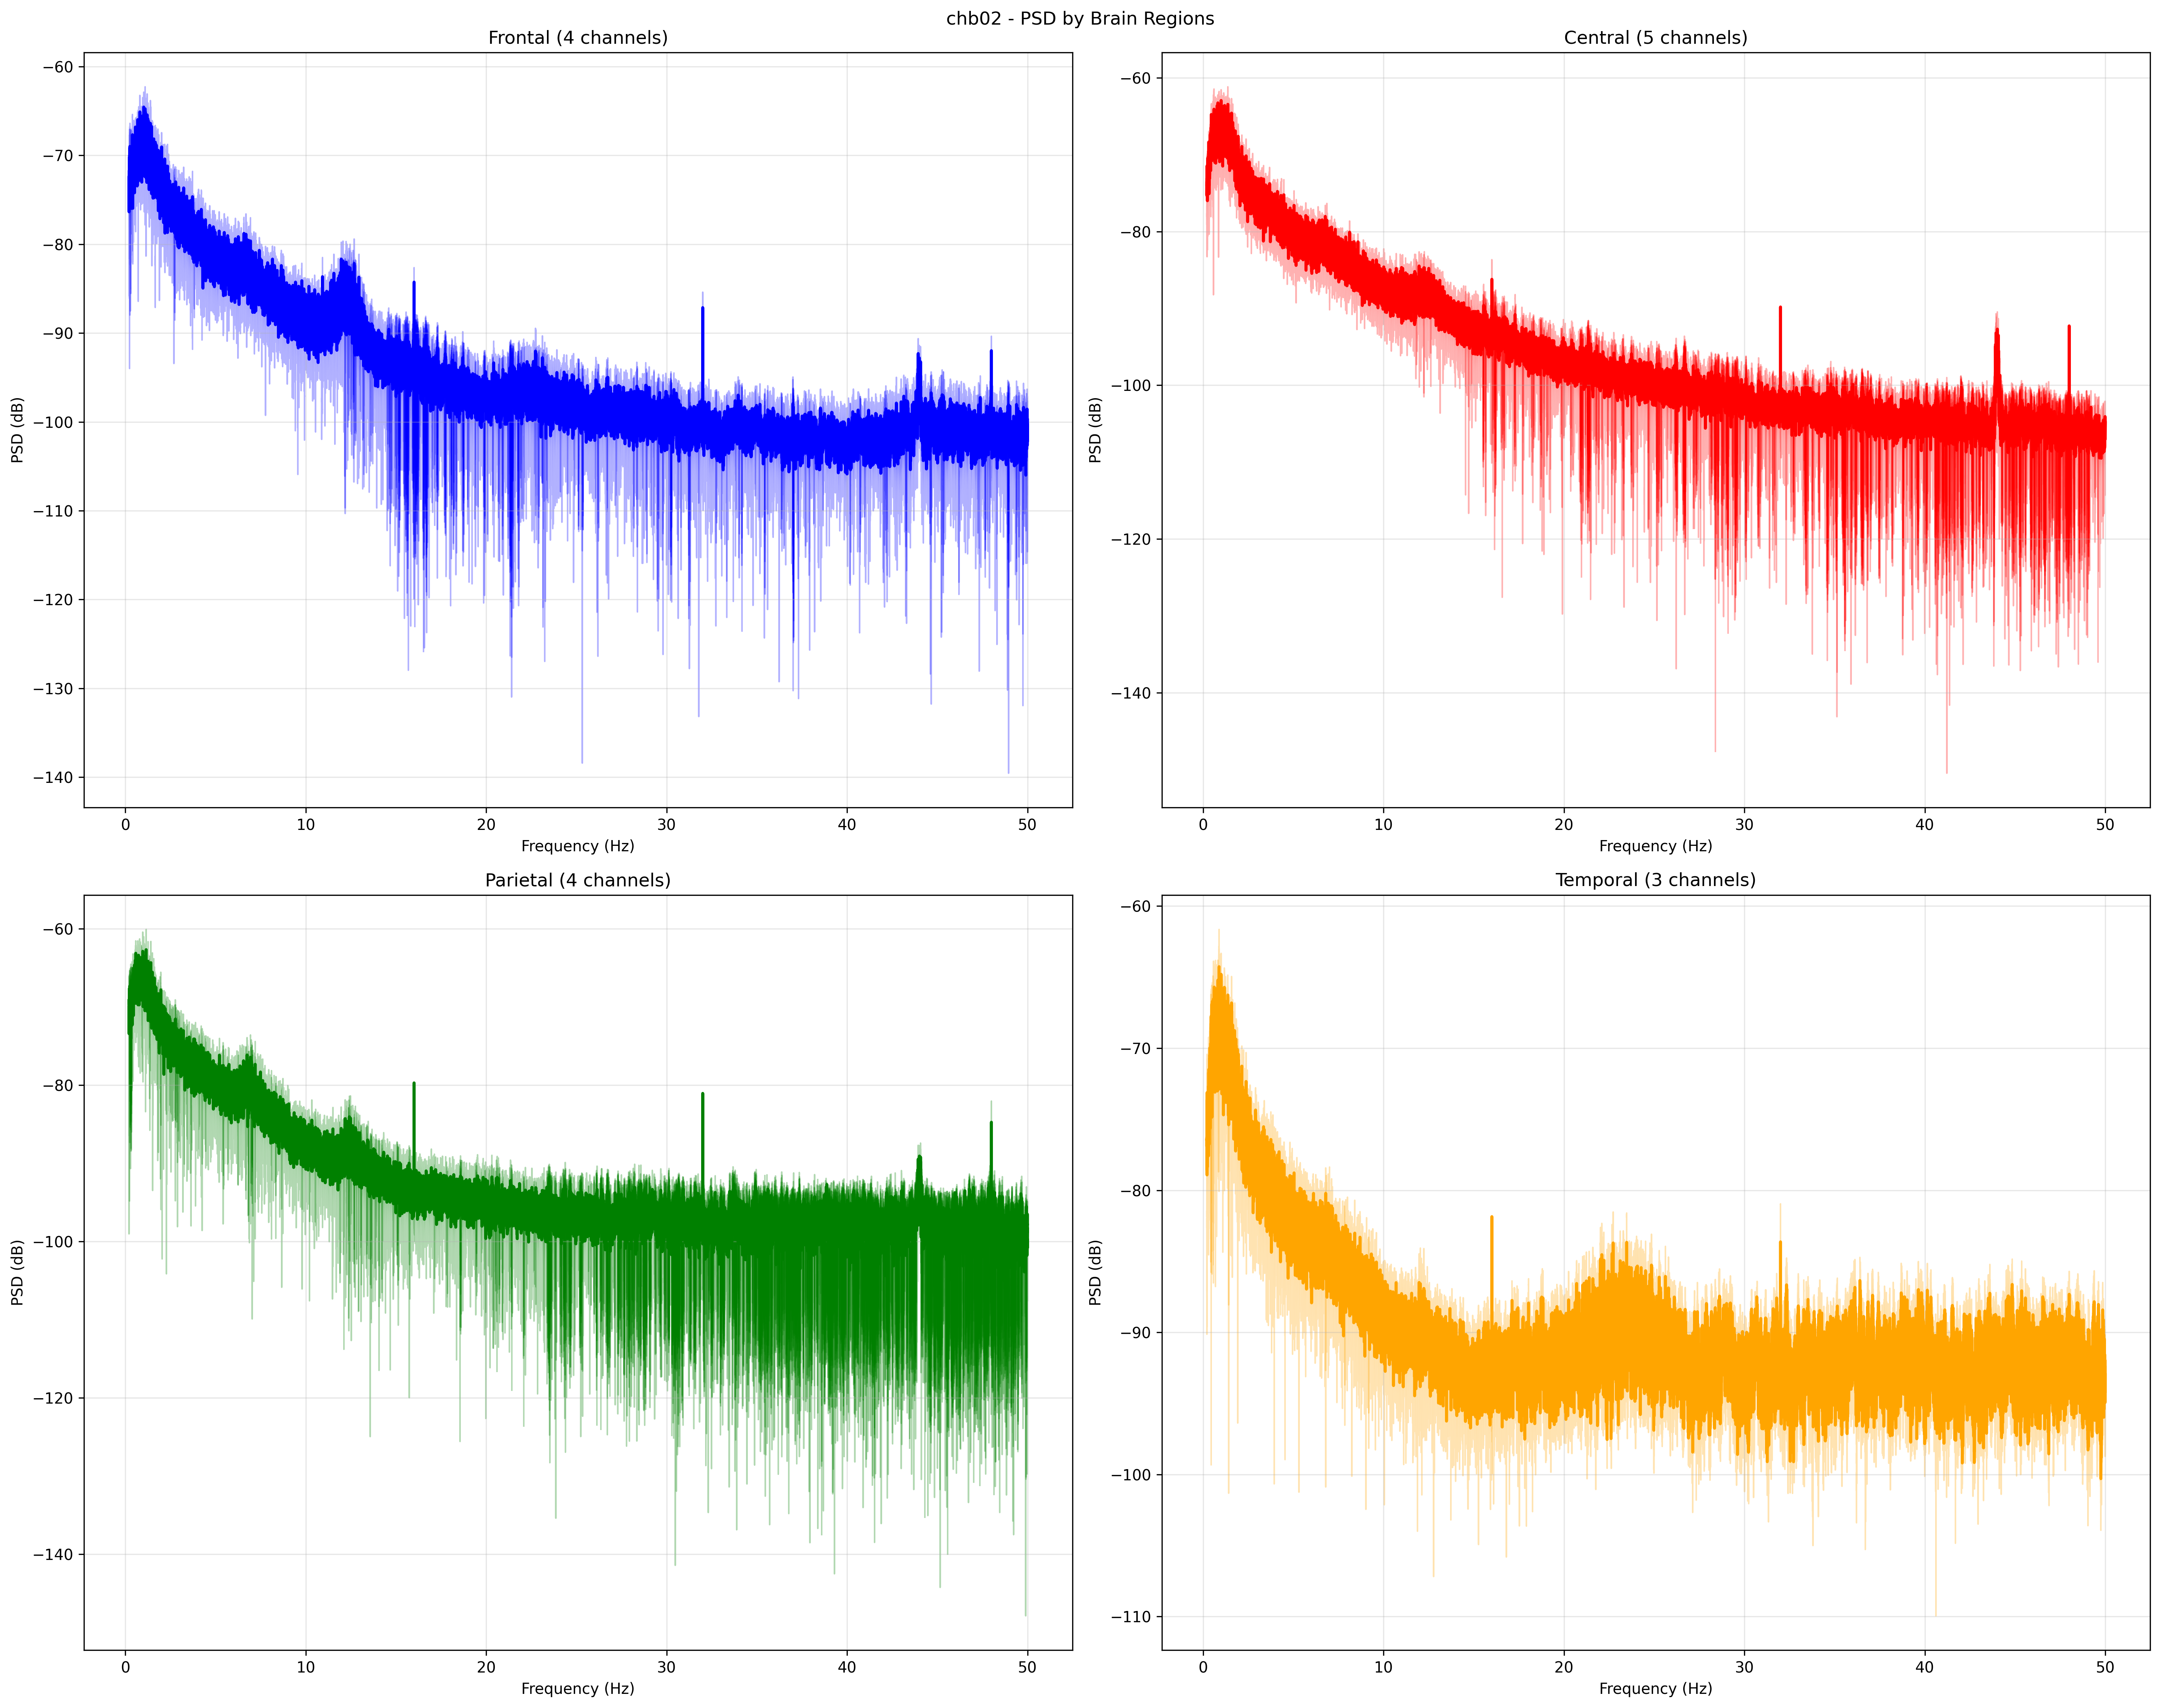 chb02 - PSD by Brain Regions
Frontal (4 channels)
−60
−70
−80
−90
−100
−110
−120
−130
−140
PSD (dB)
0 10 20 30 40 50
Frequency (Hz)
Central (5 channels)
−60
−80
−100
−120
−140
PSD (dB)
0 10 20 30 40 50
Frequency (Hz)
Parietal (4 channels)
−60
−80
−100
−120
−140
PSD (dB)
0 10 20 30 40 50
Frequency (Hz)
Temporal (3 channels)
−60
−70
−80
−90
−100
−110
PSD (dB)
0 10 20 30 40 50
Frequency (Hz)